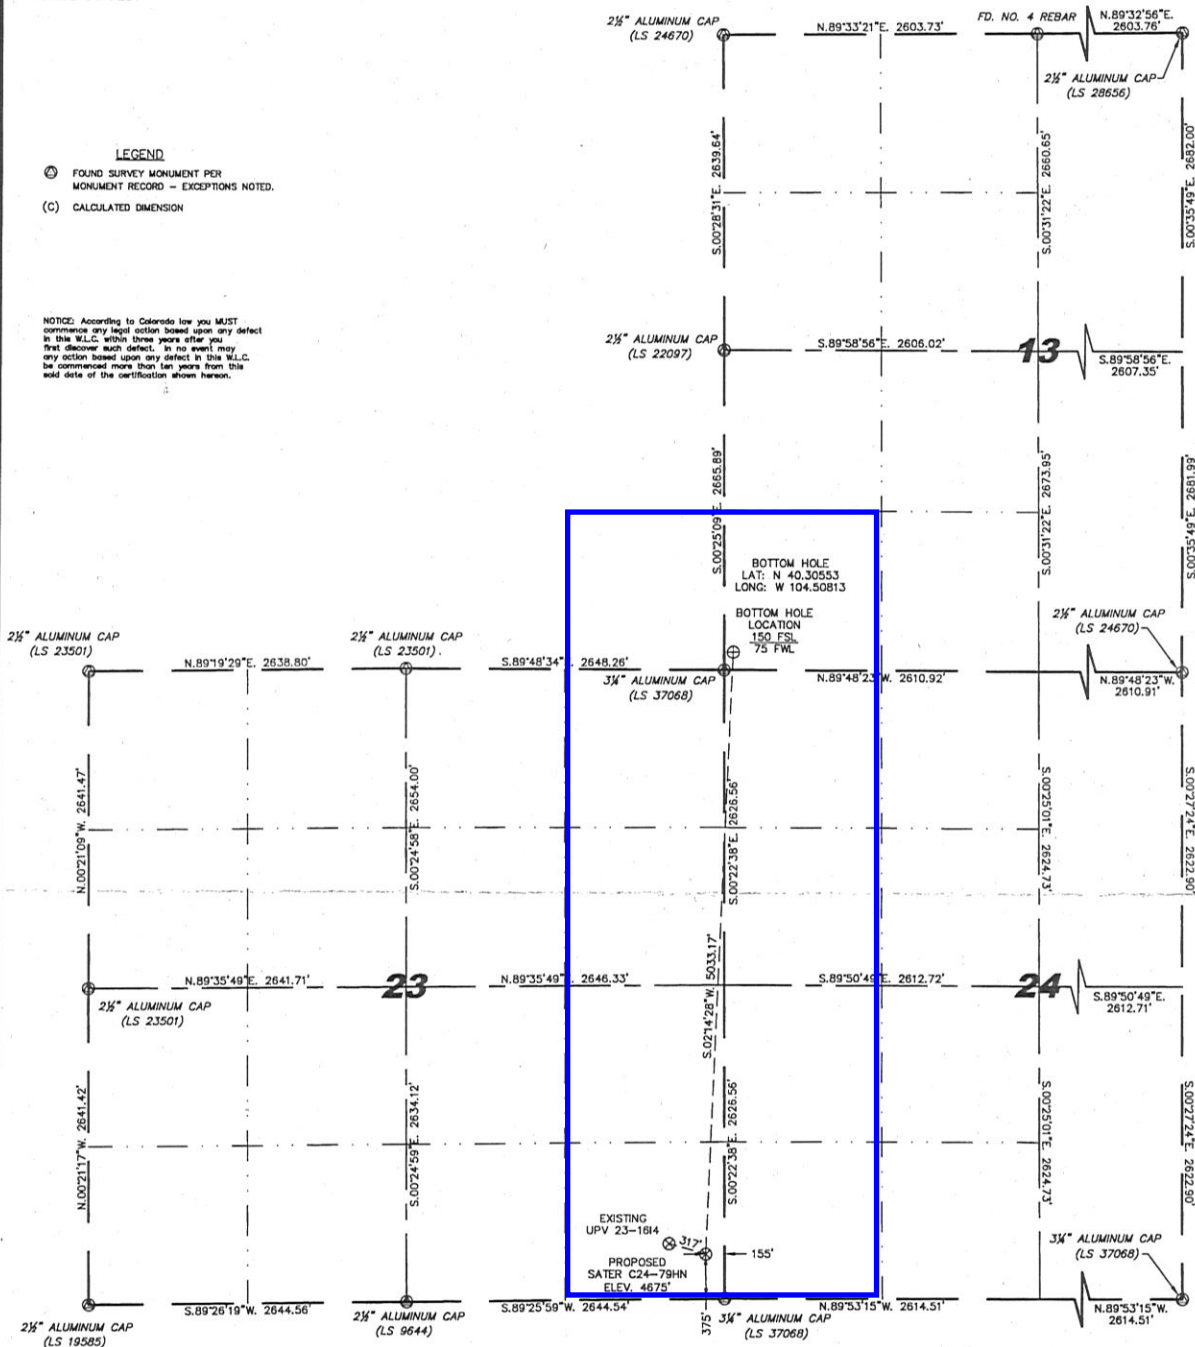 2½" ALUMINUM CAP
(LS 24670)
N.89°33'21"E. 2603.73'
FD. NO. 4 REBAR
N.89°32'56"E.
2603.76'
2½" ALUMINUM CAP
(LS 28656)
LEGEND
FOUND SURVEY MONUMENT PER
MONUMENT RECORD – EXCEPTIONS NOTED.
(C) CALCULATED DIMENSION
S.00°28'31"E. 2639.64'
S.00°31'22"E. 2660.65'
S.00°35'49"E. 2682.00'
NOTICE: According to Colorado law you MUST
commence any legal action based upon any defect
in this W.L.C. within three years after you
first discover such defect. In no event may
any action based upon any defect in this W.L.C.
be commenced more than ten years from this
said date of the certification shown hereon.
2½" ALUMINUM CAP
(LS 22097)
S.89°58'56"E. 2606.02'
13
S.89°58'56"E.
2607.35'
S.00°25'09"E. 2665.89'
S.00°31'22"E. 2673.95'
S.00°35'49"E. 2681.99'
BOTTOM HOLE
LAT: N 40.30553
LONG: W 104.50813
BOTTOM HOLE
LOCATION
150 FSL
75 FWL
2½" ALUMINUM CAP
(LS 23501)
N.89°19'29"E. 2638.80'
2½" ALUMINUM CAP
(LS 23501)
S.89°48'34" . 2648.26'
3¼" ALUMINUM CAP
(LS 37068)
N.89°48'23"W. 2610.92'
2½" ALUMINUM CAP
(LS 24670)
N.89°48'23"W.
2610.91'
N.00°21'09"W. 2641.47'
S.00°24'58"E. 2654.00'
S.00°22'38"E. 2626.56'
S.00°25'01"E. 2624.73'
S.00°27'24"E. 2622.90'
N.89°35'49"E. 2641.71'
23
N.89°35'49"E. 2646.33'
S.02°14'28"W. 5033.17'
S.89°50'49"E. 2612.72'
24
S.89°50'49"E.
2612.71'
2½" ALUMINUM CAP
(LS 23501)
N.00°21'17"W. 2641.42'
S.00°24'59"E. 2634.12'
S.00°22'38"E. 2626.56'
S.00°25'01"E. 2624.73'
S.00°27'24"E. 2622.90'
EXISTING
UPV 23-16I4
317'
155'
PROPOSED
SATER C24–79HN
ELEV. 4675'
3¼" ALUMINUM CAP
(LS 37068)
S.89°26'19"W. 2644.56'
2½" ALUMINUM CAP
(LS 19585)
2½" ALUMINUM CAP
(LS 9644)
S.89°25'59"W. 2644.54'
375'
3¼" ALUMINUM CAP
(LS 37068)
N.89°53'15"W. 2614.51'
N.89°53'15"W.
2614.51'